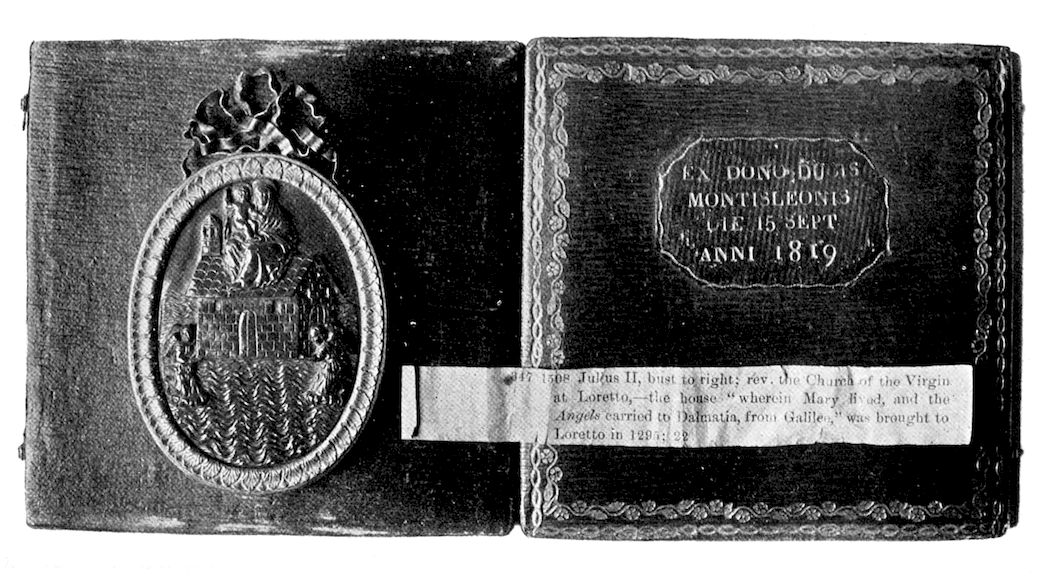 EX DONO DUCIS
MONTISLEONIS
DIE 15 SEPT
ANNI 1819
947 1508 Julius II, bust to right; rev. the Church of the Virgin
at Loretto,—the house "wherein Mary lived, and the
Angels carried to Dalmatia, from Galilee," was brought to
Loretto in 1295; 22